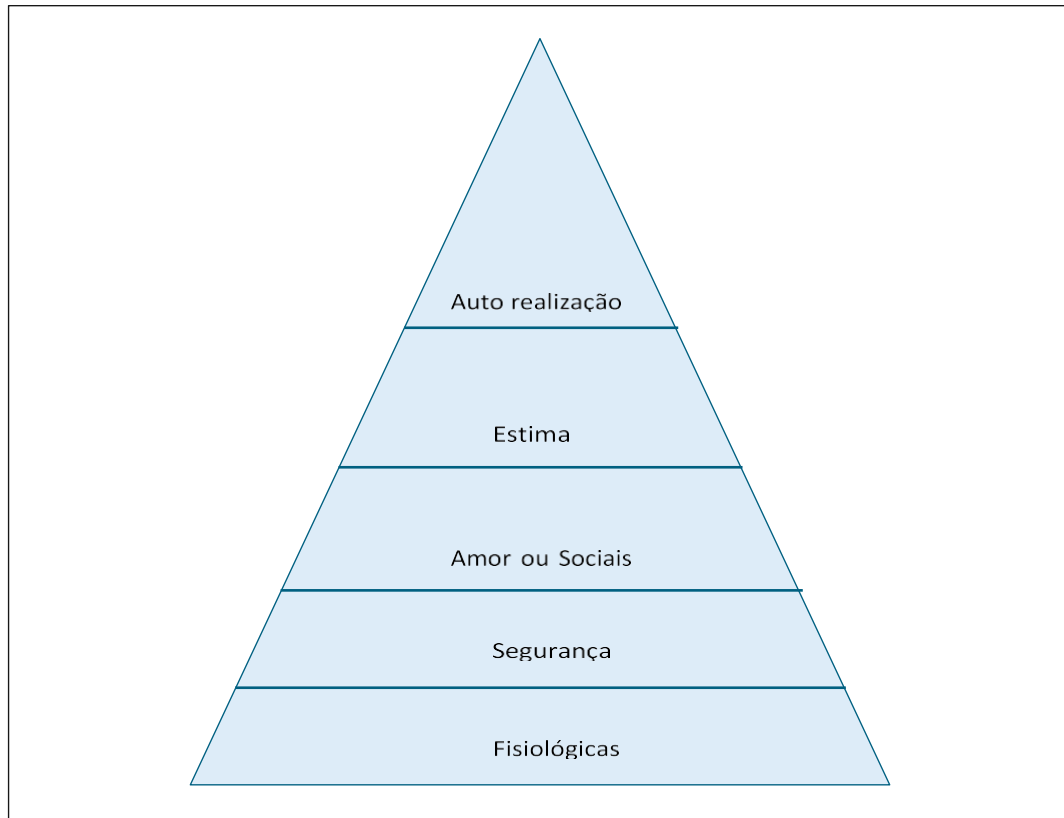 Auto realização
Estima
Amor ou Sociais
Segurança
Fisiológicas